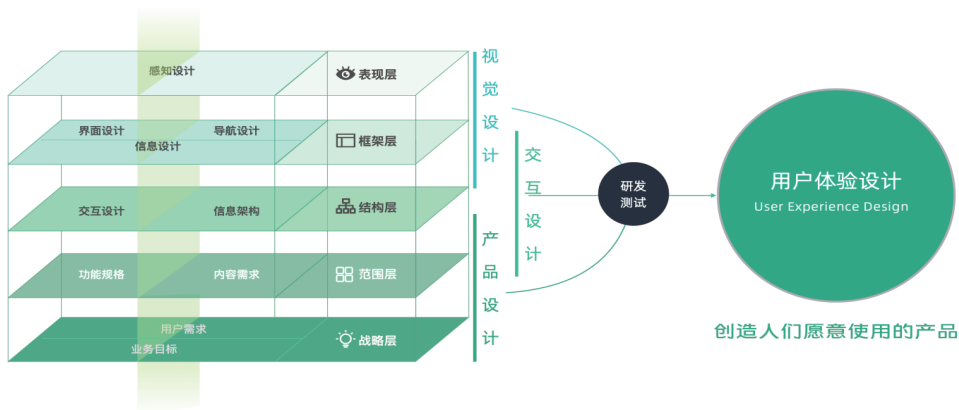 感知设计
表现层
界面设计
导航设计
信息设计
框架层
交互设计
信息架构
结构层
功能规格
内容需求
范围层
用户需求
业务目标
战略层
视觉设计
交互设计
产品设计
研发
测试
用户体验设计
User Experience Design
创造人们愿意使用的产品